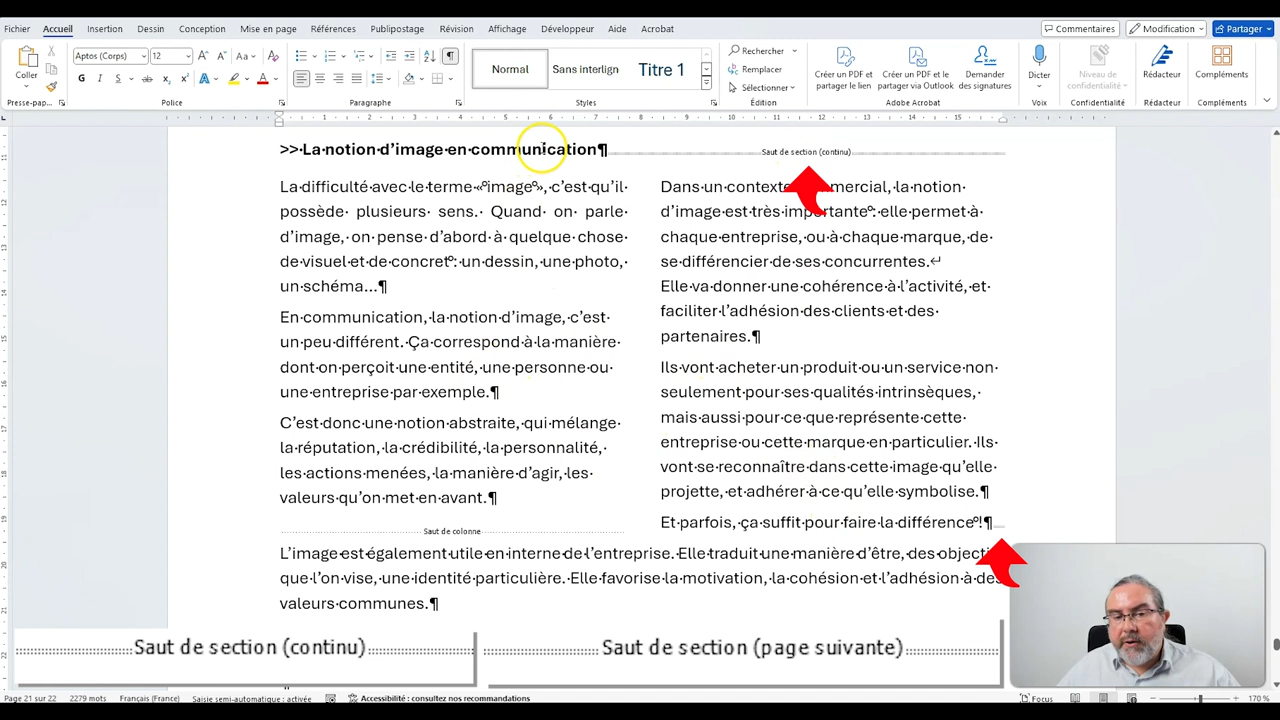 Fichier Accueil Insertion Dessin Conception Mise en page Références Publipostage Révision Affichage Développeur Aide Acrobat Commentaires Modification Partager
Coller
Presse-pap...
Aptos (Corps) 12
Police
Paragraphe
Normal Sans interlign Titre 1
Styles
Rechercher
Remplacer
Sélectionner
Édition
Créer un PDF et partager le lien
Créer un PDF et le partager via Outlook
Demander des signatures
Adobe Acrobat
Dicter
Voix
Niveau de confidentialité
Confidentialité
Rédacteur
Rédacteur
Compléments
Compléments
>>·La·notion·d’image·en·communication¶
Saut de section (continu)
La·difficulté·avec·le·terme·«°image°»,·c’est·qu’il·
possède· plusieurs· sens.· Quand· on· parle·
d’image,·on·pense·d’abord·à·quelque·chose·
de·visuel·et·de·concret°:·un·dessin,·une·photo,·
un·schéma…¶
En·communication,·la·notion·d’image,·c’est·
un·peu·différent.·Ça·correspond·à·la·manière·
dont·on·perçoit·une·entité,·une·personne·ou·
une·entreprise·par·exemple.¶
C’est·donc·une·notion·abstraite,·qui·mélange·
la·réputation,·la·crédibilité,·la·personnalité,·
les·actions·menées,·la·manière·d’agir,·les·
valeurs·qu’on·met·en·avant.¶
Saut de colonne
Dans·un·contexte· mercial,·la·notion·
d’image·est·très·importante°:·elle·permet·à·
chaque·entreprise,·ou·à·chaque·marque,·de·
se·différencier·de·ses·concurrentes.↵
Elle·va·donner·une·cohérence·à·l’activité,·et·
faciliter·l’adhésion·des·clients·et·des·
partenaires.¶
Ils·vont·acheter·un·produit·ou·un·service·non·
seulement·pour·ses·qualités·intrinsèques,·
mais·aussi·pour·ce·que·représente·cette·
entreprise·ou·cette·marque·en·particulier.·Ils·
vont·se·reconnaître·dans·cette·image·qu’elle·
projette,·et·adhérer·à·ce·qu’elle·symbolise.¶
Et·parfois,·ça·suffit·pour·faire·la·différence°!¶
L’image·est·également·utile·en·interne·de·l’entreprise.·Elle·traduit·une·manière·d’être,·des·objecti
que·l’on·vise,·une·identité·particulière.·Elle·favorise·la·motivation,·la·cohésion·et·l’adhésion·à·des
valeurs·communes.¶
Saut de section (continu)
Saut de section (page suivante)
Page 21 sur 22 2279 mots Français (France) Saisie semi-automatique : activée Accessibilité : consultez nos recommandations Focus 170 %